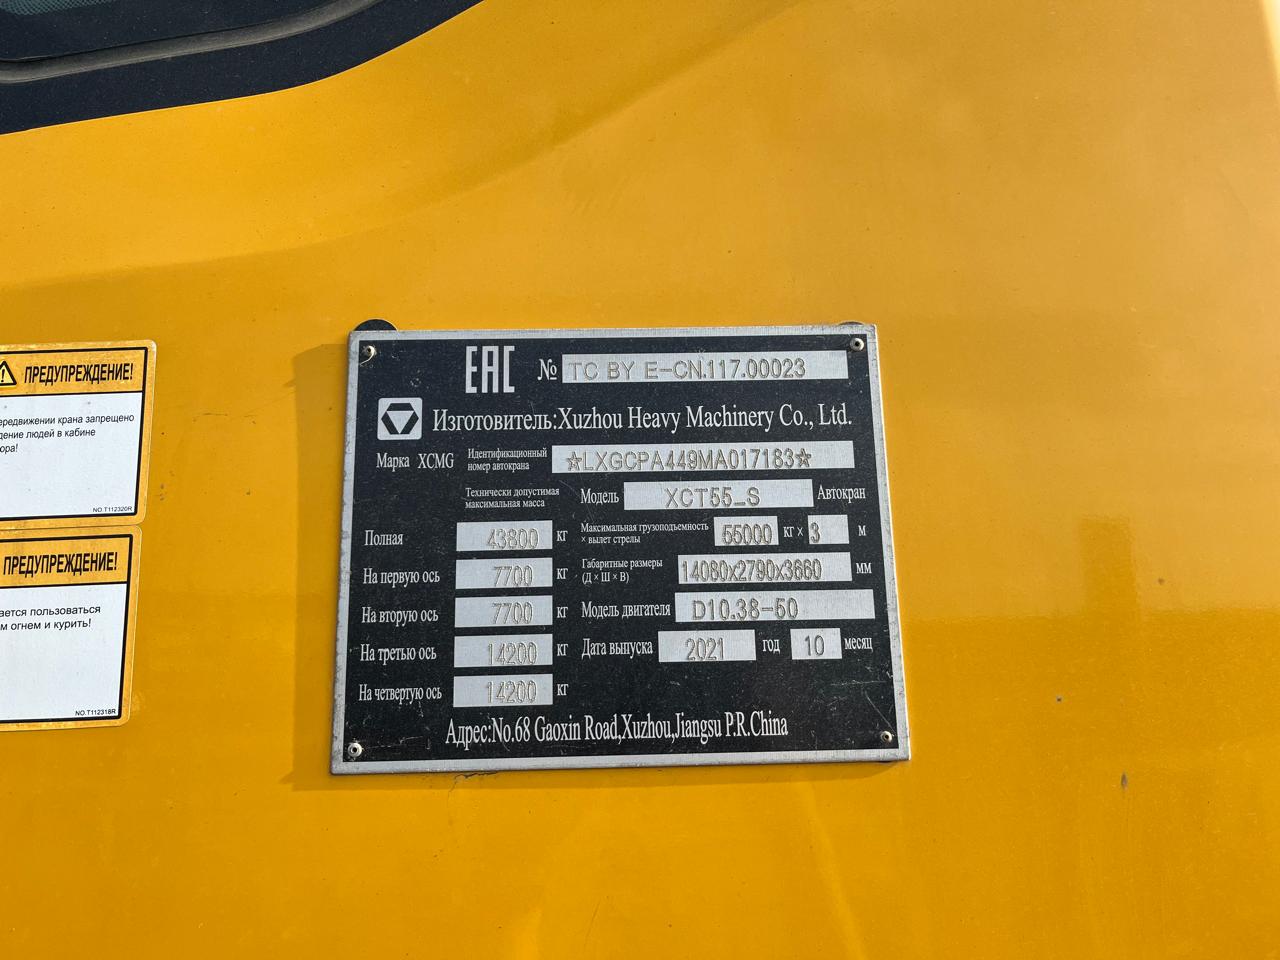 ПРЕДУПРЕЖДЕНИЕ!
крана запрещено
людей в кабине
NO.T112320R
ПРЕДУПРЕЖДЕНИЕ!
пользоваться
огнем и курить!
NO.T112318R
EAC № TC BY E-CN.117.00023
Изготовитель:Xuzhou Heavy Machinery Co., Ltd.
Марка XCMG Идентификационный номер автокрана ☆LXGCPA449MA017183☆
Технически допустимая максимальная масса Модель XCT55_S Автокран
Полная 43800 кг Максимальная грузоподъемность × вылет стрелы 55000 кг × 3 м
На первую ось 7700 кг Габаритные размеры (Д × Ш × В) 14080x2790x3660 мм
На вторую ось 7700 кг Модель двигателя D10.38-50
На третью ось 14200 кг Дата выпуска 2021 год 10 месяц
На четвертую ось 14200 кг
Адрес:No.68 Gaoxin Road,Xuzhou,Jiangsu P.R.China